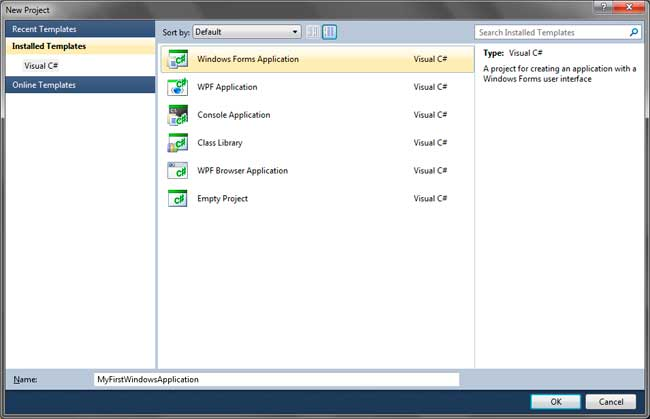 New Project
Recent Templates
Installed Templates
Visual C#
Online Templates
Sort by: Default
Search Installed Templates
Windows Forms Application Visual C#
WPF Application Visual C#
Console Application Visual C#
Class Library Visual C#
WPF Browser Application Visual C#
Empty Project Visual C#
Type: Visual C#
A project for creating an application with a
Windows Forms user interface
Name: MyFirstWindowsApplication
OK Cancel